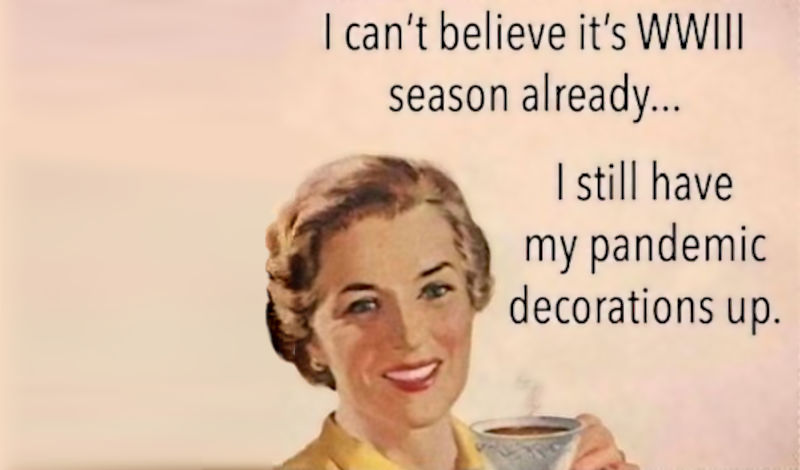 I can't believe it's WWIII
season already...
I still have
my pandemic
decorations up.